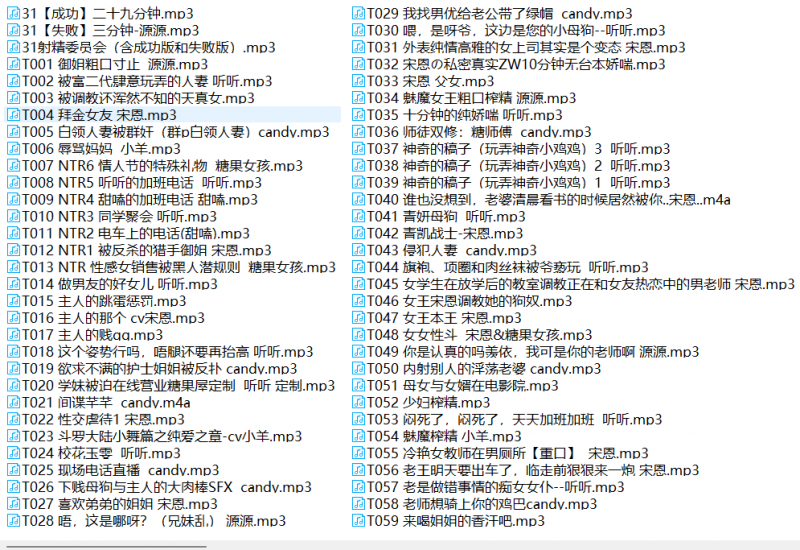 31【成功】二十九分钟.mp3
31【失败】三分钟-源源.mp3
31射精委员会（含成功版和失败版）.mp3
T001 御姐粗口寸止 源源.mp3
T002 被富二代肆意玩弄的人妻 听听.mp3
T003 被调教还浑然不知的天真女.mp3
T004 拜金女友 宋恩.mp3
T005 白领人妻被群奸（群p白领人妻）candy.mp3
T006 辱骂妈妈 小羊.mp3
T007 NTR6 情人节的特殊礼物 糖果女孩.mp3
T008 NTR5 听听的加班电话 听听.mp3
T009 NTR4 甜嗑的加班电话 甜嗑.mp3
T010 NTR3 同学聚会 听听.mp3
T011 NTR2 电车上的电话(甜嗑).mp3
T012 NTR1 被反杀的猎手御姐 宋恩.mp3
T013 NTR 性感女销售被黑人潜规则 糖果女孩.mp3
T014 做男友的好女儿 听听.mp3
T015 主人的跳蛋惩罚.mp3
T016 主人的那个 cv宋恩.mp3
T017 主人的贱gg.mp3
T018 这个姿势行吗，唔腿还要再抬高 听听.mp3
T019 欲求不满的护士姐姐被反扑 candy.mp3
T020 学妹被迫在线营业糖果屋定制 听听 定制.mp3
T021 间谍芊芊 candy.m4a
T022 性交虐待1 宋恩.mp3
T023 斗罗大陆小舞篇之纯爱之章-cv小羊.mp3
T024 校花玉零 听听.mp3
T025 现场电话直播 candy.mp3
T026 下贱母狗与主人的大肉棒SFX candy.mp3
T027 喜欢弟弟的姐姐 宋恩.mp3
T028 唔，这是哪呀？（兄妹乱） 源源.mp3
T029 我找男优给老公带了绿帽 candy.mp3
T030 喂，是呀爷，这边是您的小母狗--听听.mp3
T031 外表纯情高雅的女上司其实是个变态 宋恩.mp3
T032 宋恩の私密真实ZW10分钟无台本娇喘.mp3
T033 宋恩 父女.mp3
T034 魅魔女王粗口榨精 源源.mp3
T035 十分钟的纯娇喘 听听.mp3
T036 师徒双修：糖师傅 candy.mp3
T037 神奇的稿子（玩弄神奇小鸡鸡）3 听听.mp3
T038 神奇的稿子（玩弄神奇小鸡鸡）2 听听.mp3
T039 神奇的稿子（玩弄神奇小鸡鸡）1 听听.mp3
T040 谁也没想到，老婆清晨看书的时候居然被你..宋恩..m4a
T041 青妍母狗 听听.mp3
T042 青凯战士-宋恩.mp3
T043 侵犯人妻 candy.mp3
T044 旗袍、项圈和肉丝袜被爷亵玩 听听.mp3
T045 女学生在放学后的教室调教正在和女友热恋中的男老师 宋恩.mp3
T046 女王宋恩调教她的狗奴.mp3
T047 女王本王 宋恩.mp3
T048 女女性斗 宋恩&糖果女孩.mp3
T049 你是认真的吗羡依，我可是你的老师啊 源源.mp3
T050 内射别人的淫荡老婆 candy.mp3
T051 母女与女婿在电影院.mp3
T052 少妇榨精.mp3
T053 闷死了，闷死了，天天加班加班 听听.mp3
T054 魅魔榨精 小羊.mp3
T055 冷艳女教师在男厕所【重口】 宋恩.mp3
T056 老王明天要出车了，临走前狠狠来一炮 宋恩.mp3
T057 老是做错事情的痴女女仆--听听.mp3
T058 老师想骑上你的鸡巴candy.mp3
T059 来喝姐姐的香汗吧.mp3